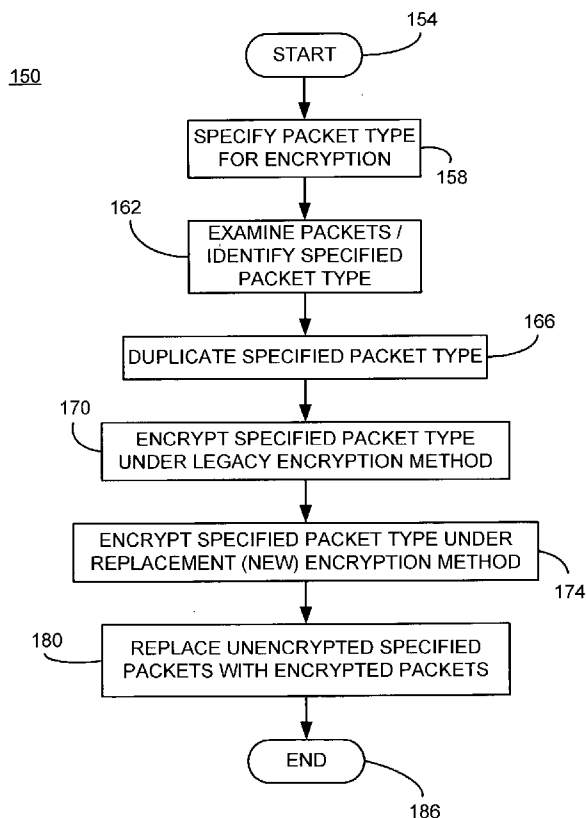 154
START
150
SPECIFY PACKET TYPE
FOR ENCRYPTION
158
162
EXAMINE PACKETS /
IDENTIFY SPECIFIED
PACKET TYPE
166
DUPLICATE SPECIFIED PACKET TYPE
170
ENCRYPT SPECIFIED PACKET TYPE
UNDER LEGACY ENCRYPTION METHOD
ENCRYPT SPECIFIED PACKET TYPE UNDER
REPLACEMENT (NEW) ENCRYPTION METHOD
174
180
REPLACE UNENCRYPTED SPECIFIED
PACKETS WITH ENCRYPTED PACKETS
END
186